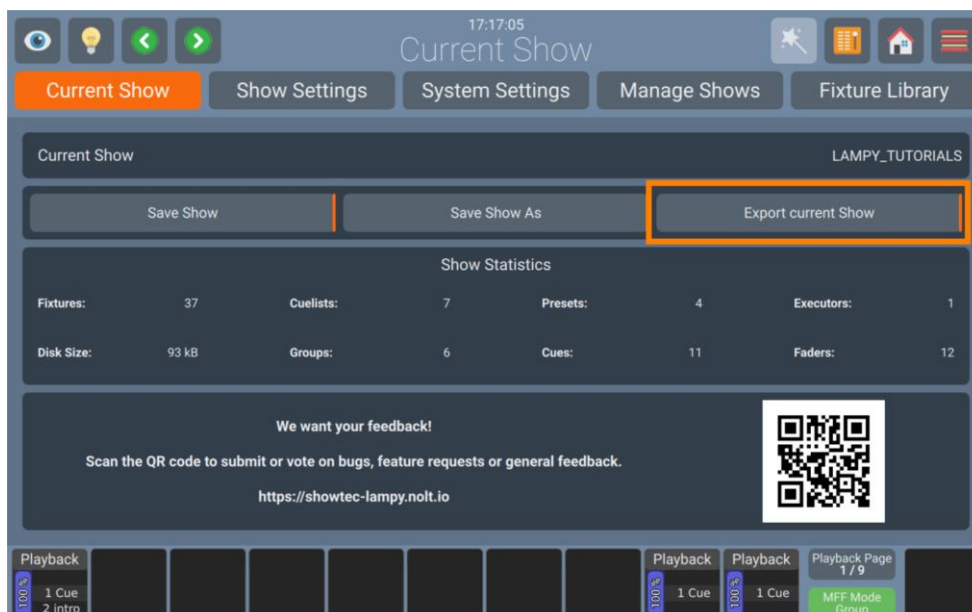 17:17:05
Current Show
Current Show Show Settings System Settings Manage Shows Fixture Library
Current Show LAMPY_TUTORIALS
Save Show Save Show As Export current Show
Show Statistics
Fixtures: 37 Cuelists: 7 Presets: 4 Executors: 1
Disk Size: 93 kB Groups: 6 Cues: 11 Faders: 12
We want your feedback!
Scan the QR code to submit or vote on bugs, feature requests or general feedback.
https://showtec-lampy.nolt.io
Playback Playback Playback Playback Page
1 / 9
100 % 1 Cue 100 % 1 Cue 100 % 1 Cue MFF Mode
2 intro Group